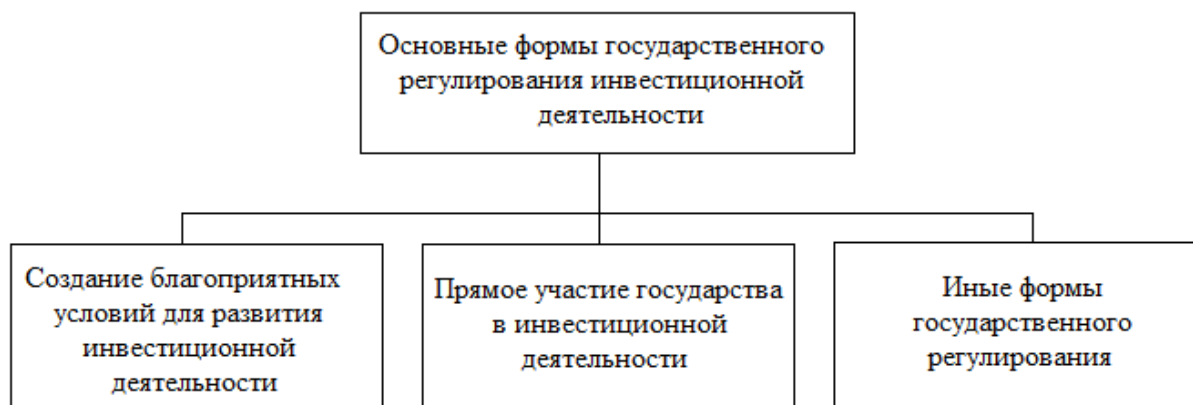 Основные формы государственного
регулирования инвестиционной
деятельности
Создание благоприятных
условий для развития
инвестиционной
деятельности
Прямое участие государства
в инвестиционной
деятельности
Иные формы
государственного
регулирования